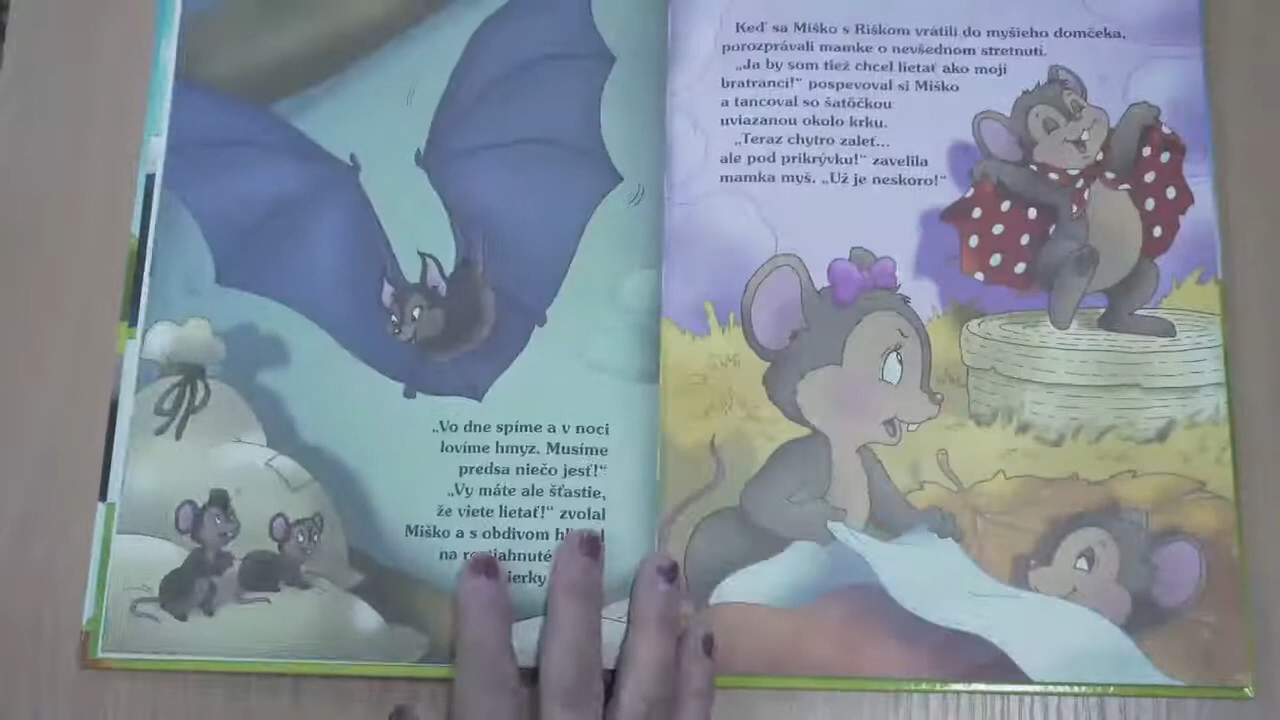 „Vo dne spíme a v noci
lovíme hmyz. Musíme
predsa niečo jesť!“
„Vy máte ale šťastie,
že viete lietať!“ zvolal
Miško a s obdivom
na
Keď sa Miško s Riškom vrátili do myšieho domčeka,
porozprávali mamke o nevšednom stretnutí.
„Ja by som tiež chcel lietať ako moji
bratranci!“ pospevoval si Miško
a tancoval so šatôčkou
uviazanou okolo krku.
„Teraz chytro zaleť...
ale pod prikrývku!“ zavelila
mamka myš. „Už je neskoro!“